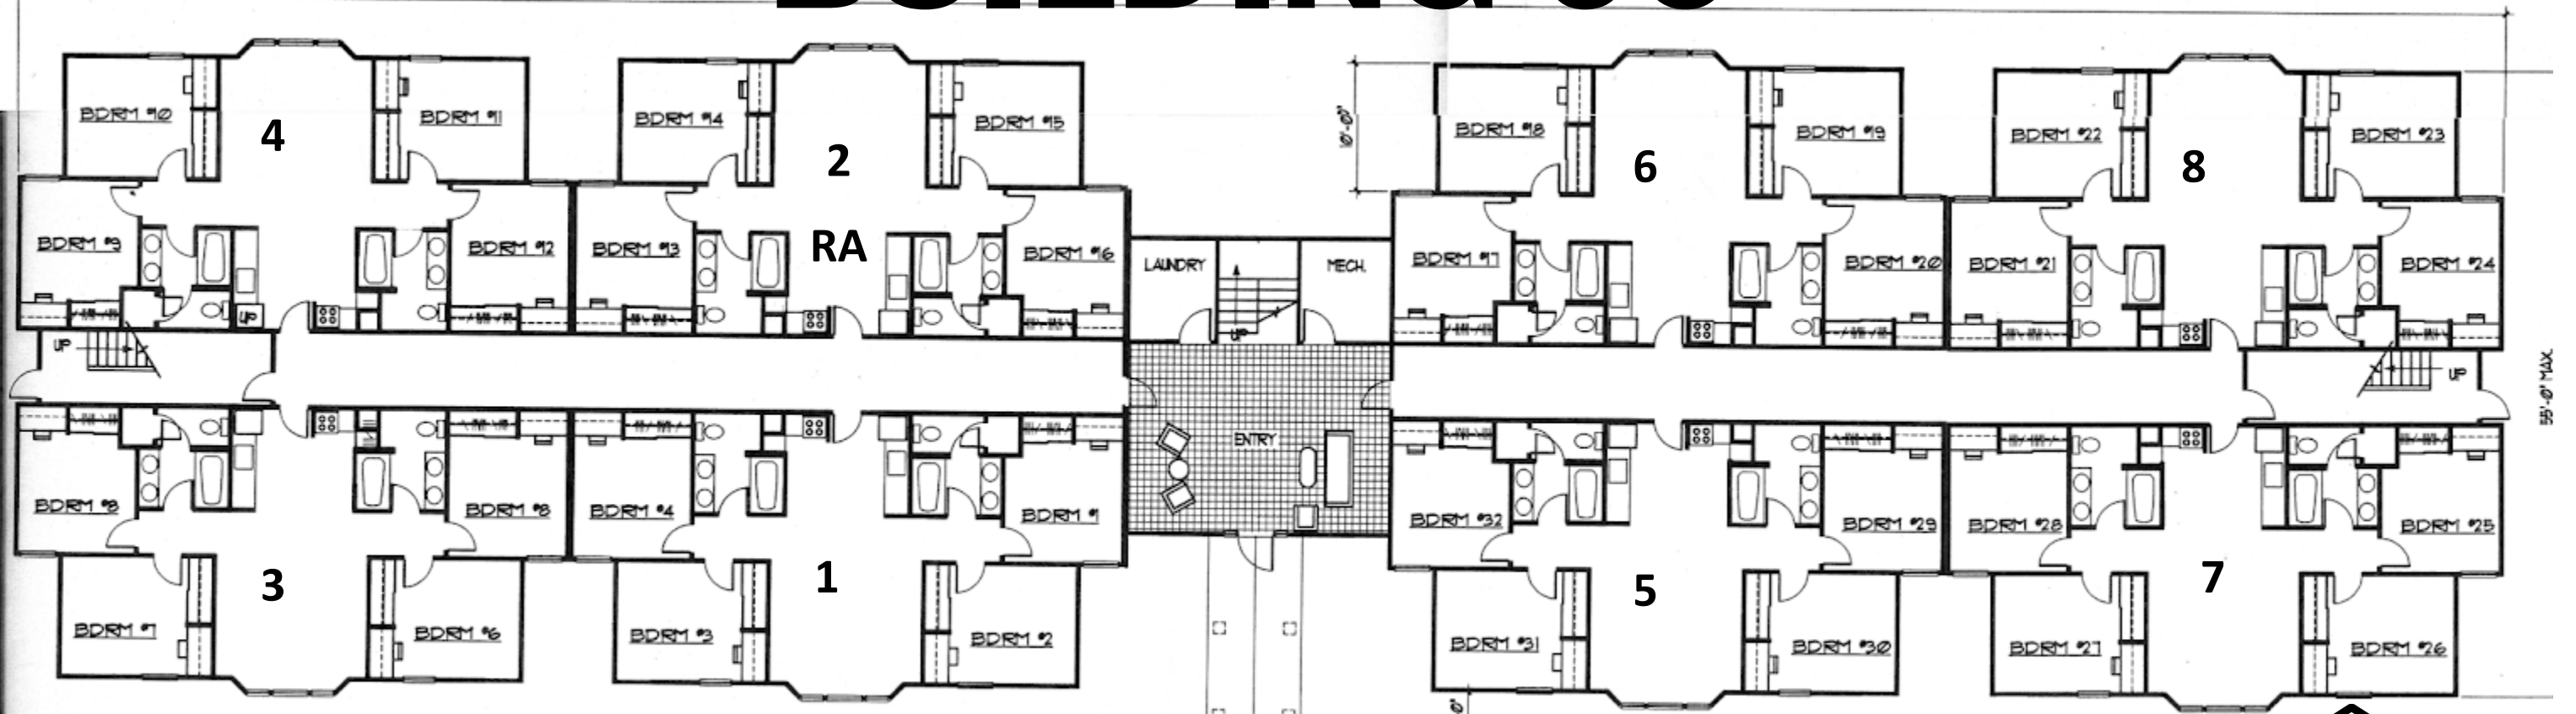 BDRM #10
4
BDRM #11
BDRM #14
2
BDRM #15
BDRM #18
6
BDRM #19
BDRM #22
8
BDRM #23
BDRM #9
BDRM #12
BDRM #13
RA
BDRM #16
LAUNDRY
UP
MECH.
BDRM #17
BDRM #20
BDRM #21
BDRM #24
UP
UP
UP
55'-0" MAX
BDRM #8
BDRM #8
BDRM #4
BDRM #1
ENTRY
BDRM #32
BDRM #29
BDRM #28
BDRM #25
3
1
5
7
BDRM #7
BDRM #6
BDRM #3
BDRM #2
BDRM #31
BDRM #30
BDRM #27
BDRM #26